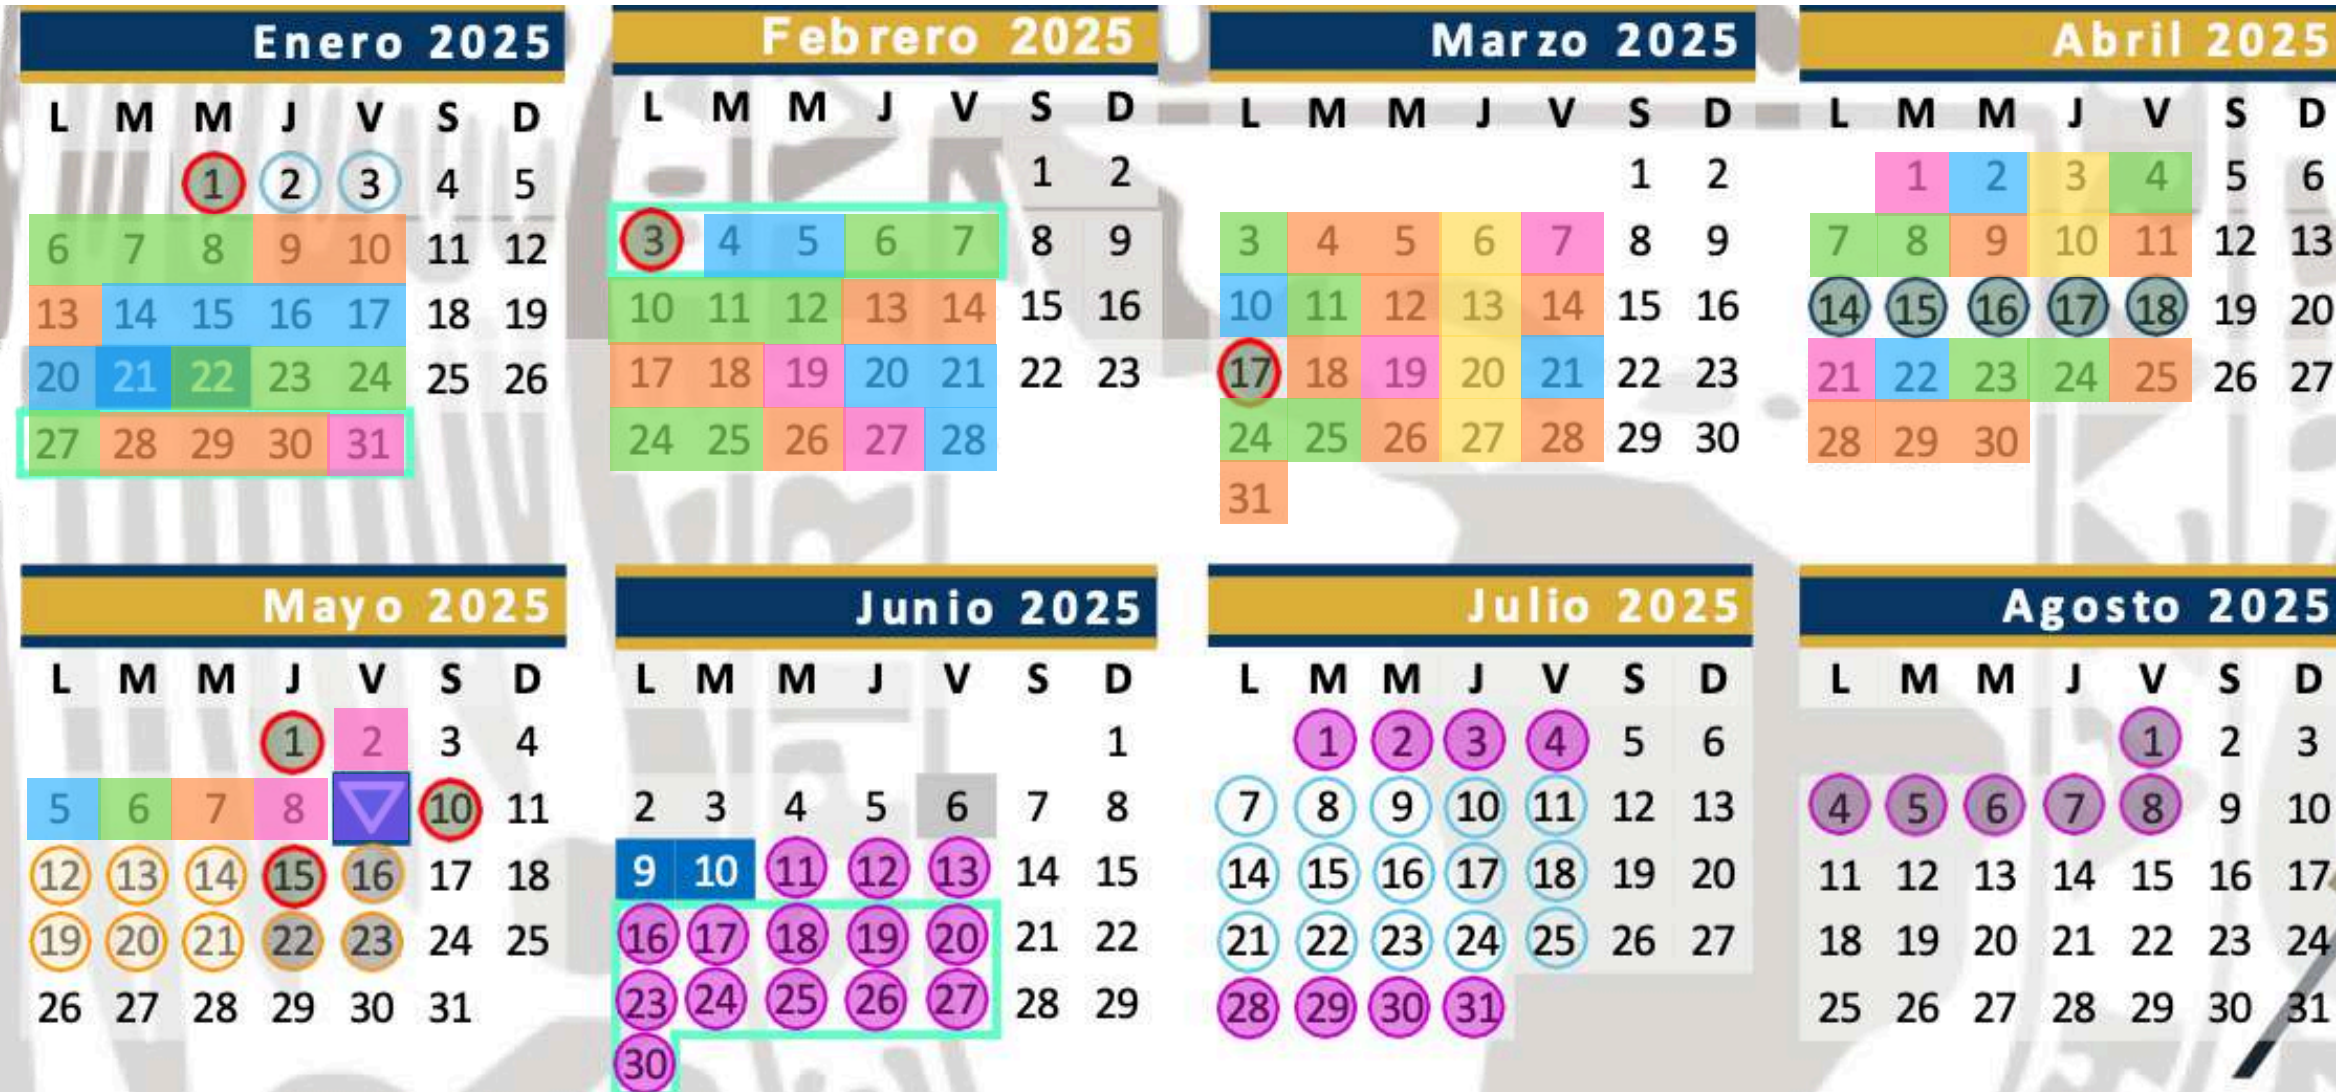 Enero 2025
L M M J V S D
1 2 3 4 5
6 7 8 9 10 11 12
13 14 15 16 17 18 19
20 21 22 23 24 25 26
27 28 29 30 31
Febrero 2025
L M M J V S D
1 2
3 4 5 6 7 8 9
10 11 12 13 14 15 16
17 18 19 20 21 22 23
24 25 26 27 28
Marzo 2025
L M M J V S D
1 2
3 4 5 6 7 8 9
10 11 12 13 14 15 16
17 18 19 20 21 22 23
24 25 26 27 28 29 30
31
Abril 2025
L M M J V S D
1 2 3 4 5 6
7 8 9 10 11 12 13
14 15 16 17 18 19 20
21 22 23 24 25 26 27
28 29 30
Mayo 2025
L M M J V S D
1 2 3 4
5 6 7 8 10 11
12 13 14 15 16 17 18
19 20 21 22 23 24 25
26 27 28 29 30 31
Junio 2025
L M M J V S D
1
2 3 4 5 6 7 8
9 10 11 12 13 14 15
16 17 18 19 20 21 22
23 24 25 26 27 28 29
30
Julio 2025
L M M J V S D
1 2 3 4 5 6
7 8 9 10 11 12 13
14 15 16 17 18 19 20
21 22 23 24 25 26 27
28 29 30 31
Agosto 2025
L M M J V S D
1 2 3
4 5 6 7 8 9 10
11 12 13 14 15 16 17
18 19 20 21 22 23 24
25 26 27 28 29 30 31